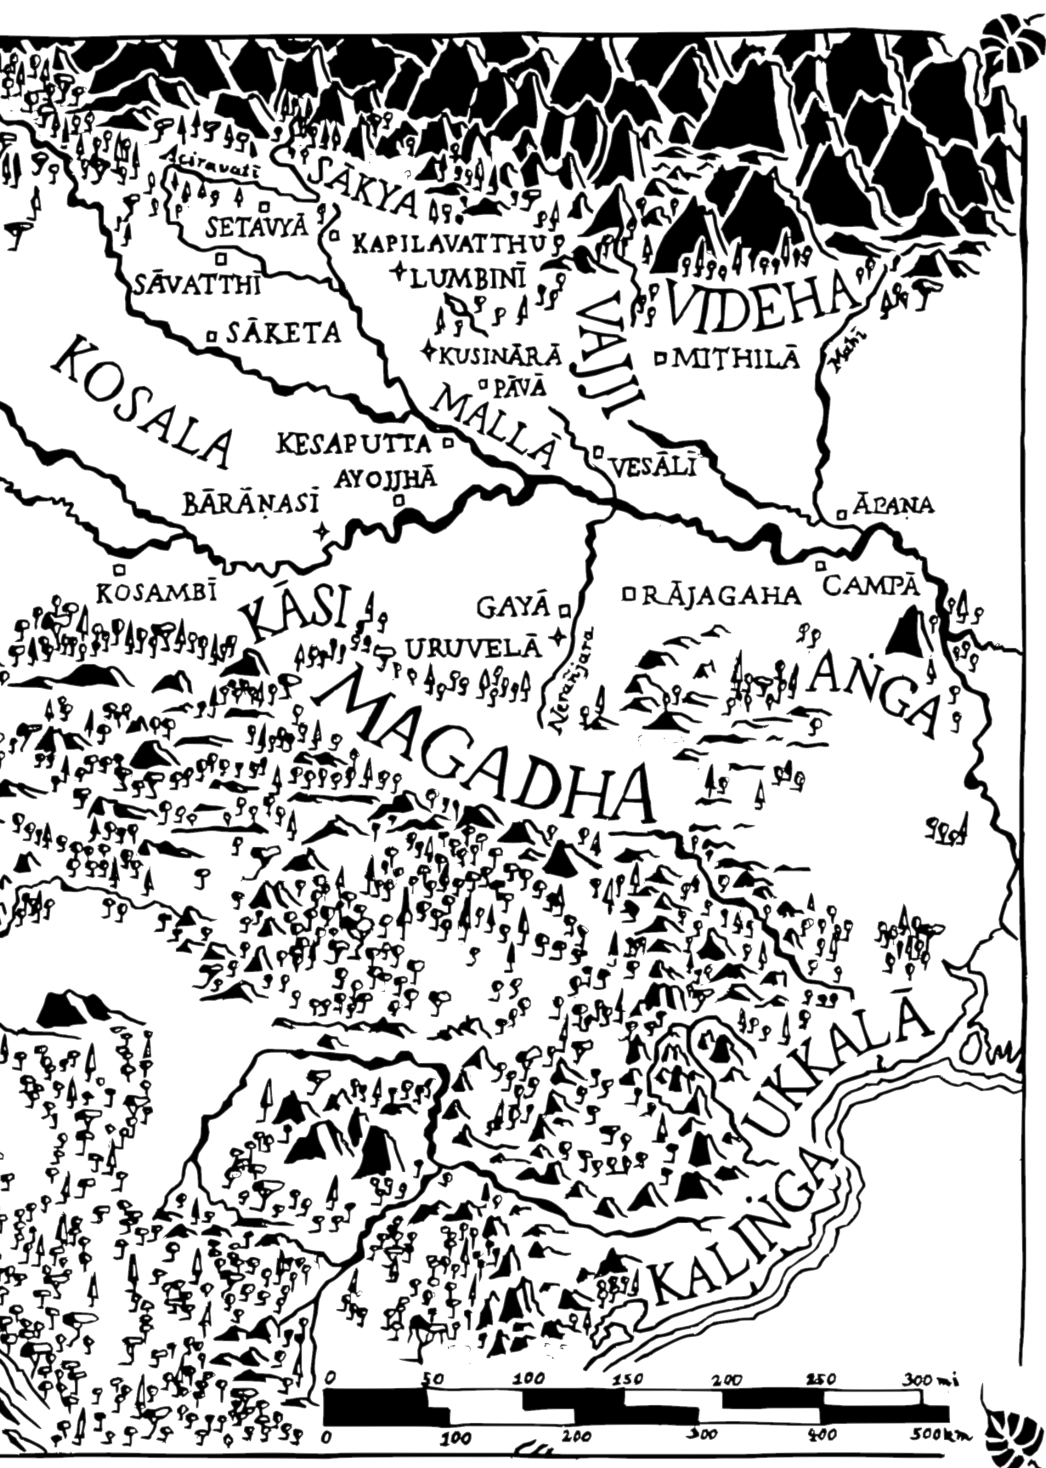 Aciravatī
SĀKYA
SETAVYĀ
KAPILAVATTHU
LUMBINĪ
SĀVATTHĪ
VIDEHA
VAJJI
SĀKETA
Mahī
KUSINĀRĀ
MITHILĀ
PĀVĀ
KOSALA
MALLĀ
KESAPUTTA
VESĀLĪ
AYOJJHĀ
BĀRĀṆASĪ
ĀPAṆA
KOSAMBĪ
KĀSI
GAYĀ
RĀJAGAHA
CAMPĀ
URUVELĀ
Nerañjara
AṄGA
MAGADHA
UKKALĀ
KALIṄGA
0 50 100 150 200 250 300 mi
0 100 200 300 400 500 km